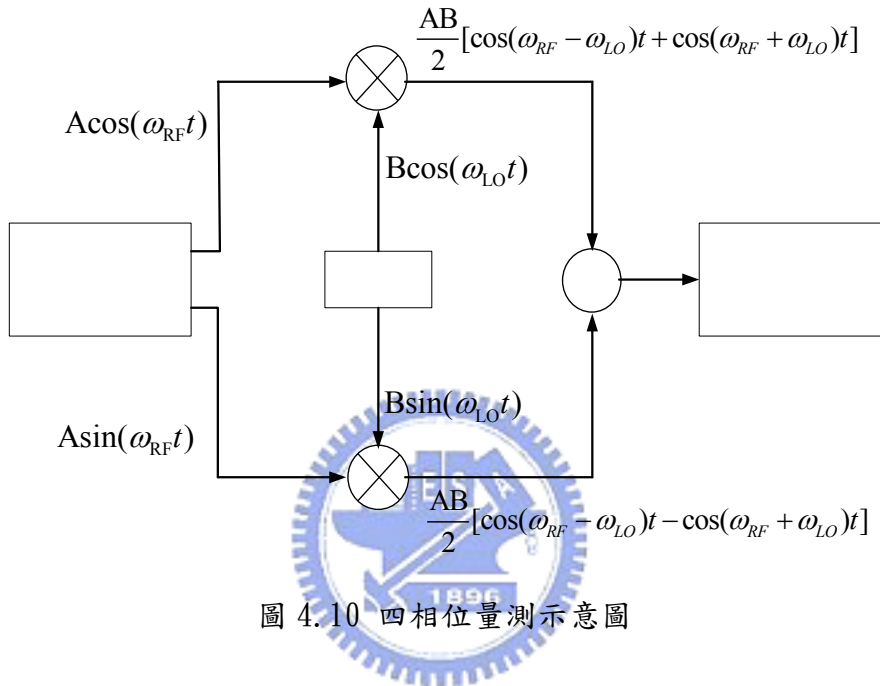 AB/2[cos(ω_RF − ω_LO)t + cos(ω_RF + ω_LO)t]
Acos(ω_RF t)
Bcos(ω_LO t)
Bsin(ω_LO t)
Asin(ω_RF t)
AB/2[cos(ω_RF − ω_LO)t − cos(ω_RF + ω_LO)t]
1896
圖 4.10 四相位量測示意圖